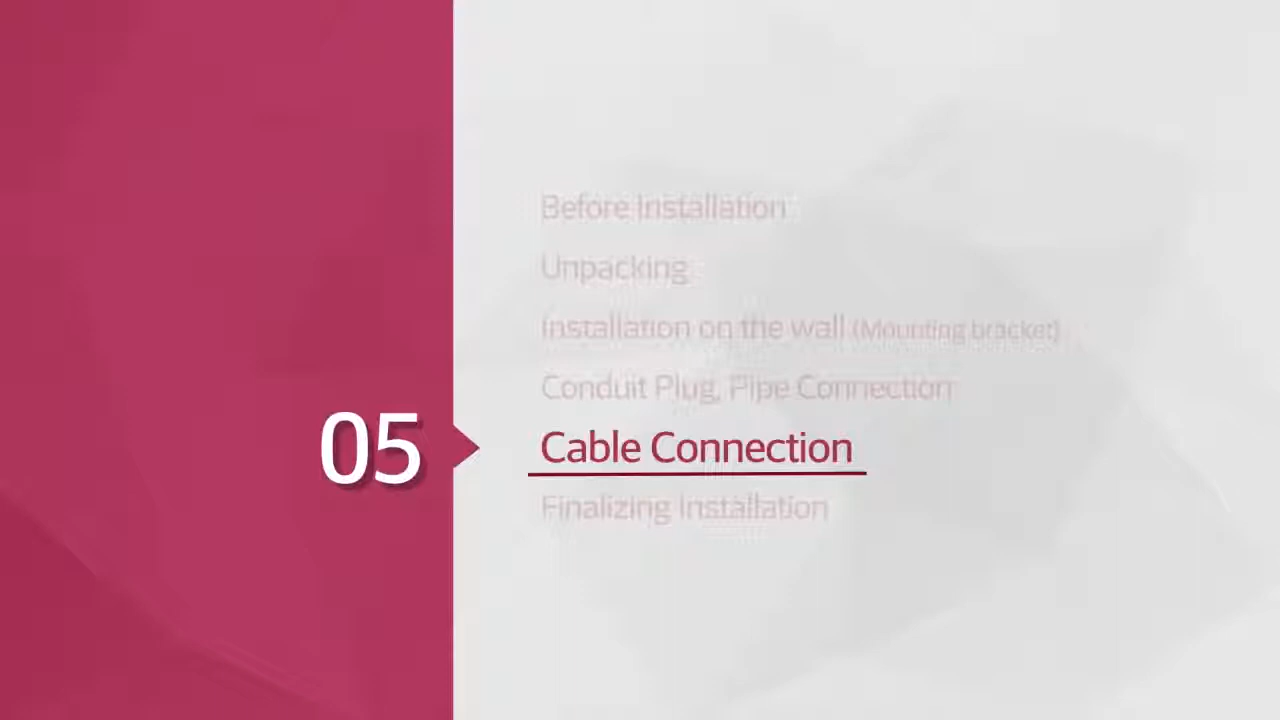 Before Installation
Unpacking
Installation on the wall (Mounting bracket)
Conduit Plug, Pipe Connection
05 Cable Connection
Finalizing Installation